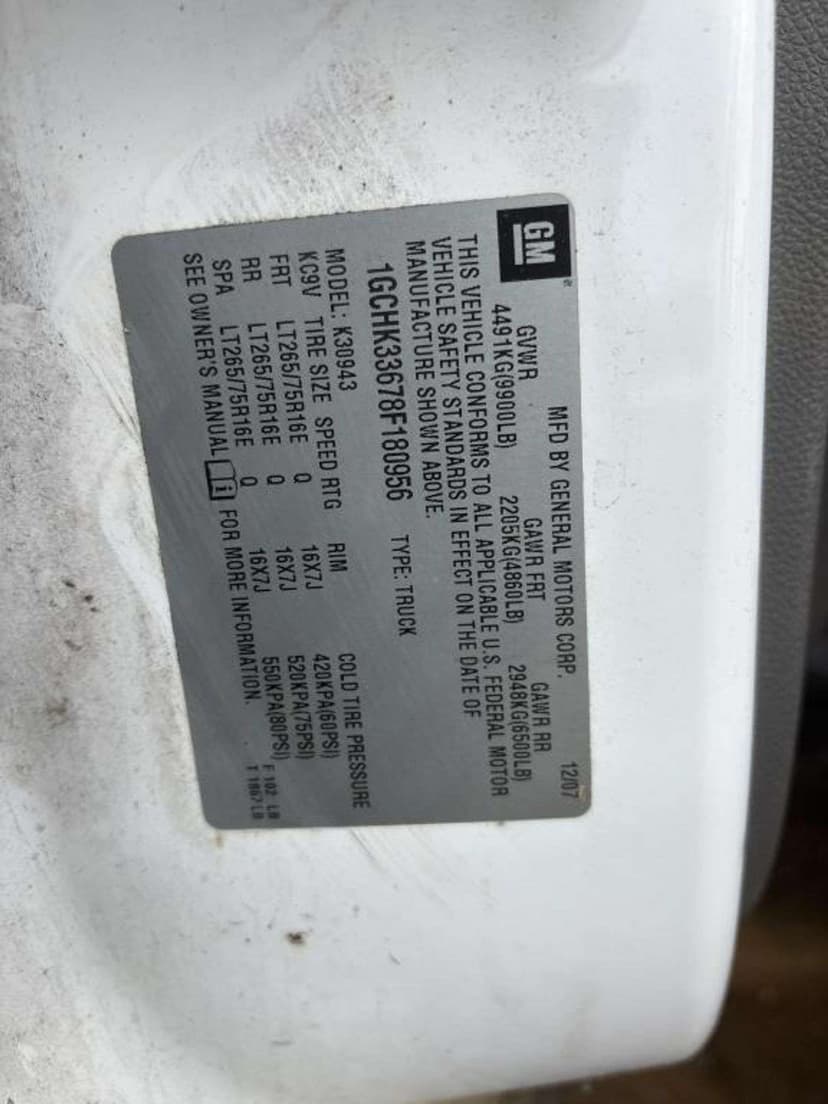 GM
MFD BY GENERAL MOTORS CORP. 12/07
GVWR GAWR FRT GAWR RR
4491KG(9900LB) 2205KG(4860LB) 2948KG(6500LB)
THIS VEHICLE CONFORMS TO ALL APPLICABLE U.S. FEDERAL MOTOR
VEHICLE SAFETY STANDARDS IN EFFECT ON THE DATE OF
MANUFACTURE SHOWN ABOVE.
1GCHK33678F180956 TYPE: TRUCK
MODEL: K30943
KC9V TIRE SIZE SPEED RTG RIM COLD TIRE PRESSURE
FRT LT265/75R16E Q 16X7J 420KPA(60PSI)
RR LT265/75R16E Q 16X7J 520KPA(75PSI)
SPA LT265/75R16E Q 16X7J 550KPA(80PSI)
SEE OWNER'S MANUAL i FOR MORE INFORMATION.
F 102 LB
T 1867 LB